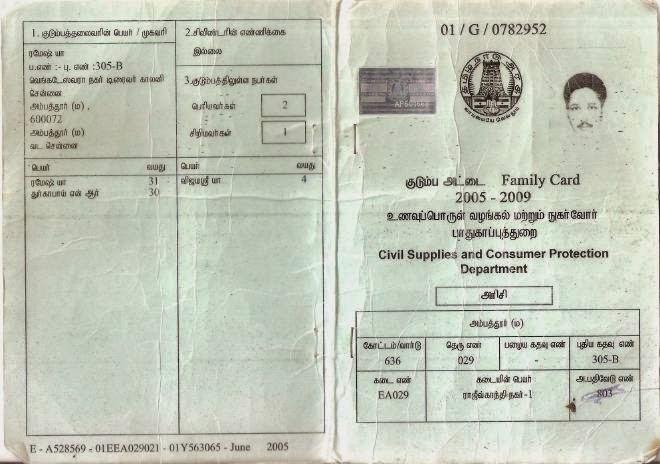 1. குடும்பத்தலைவரின் பெயர் / முகவரி
ரமேஷ் யா
ப.எண் :- பு. எண் :305-B
வெங்கடேஸ்வரா நகர் டிரைவர் காலனி
சென்னை
அம்பத்தூர் (ம) ,
600072
அம்பத்தூர் (ம)
வட சென்னை
2.சிலிண்டரின் எண்ணிக்கை
இல்லை
3.குடும்பத்திலுள்ள நபர்கள்
பெரியவர்கள் 2
சிறியவர்கள் 1
பெயர் வயது பெயர் வயது
ரமேஷ் யா 31 விஜயஸ்ரீ யா 4
துர்காபாய் என் ஆர் 30
E - A528569 - 01EEA029021 - 01Y563065 - June 2005
01 / G / 0782952
தமிழ்நாடு அரசு
வாய்மையே வெல்லும்
குடும்ப அட்டை Family Card
2005 - 2009
உணவுப்பொருள் வழங்கல் மற்றும் நுகர்வோர்
பாதுகாப்புத்துறை
Civil Supplies and Consumer Protection
Department
அரிசி
அம்பத்தூர் (ம)
கோட்டம்/வார்டு தெரு எண் பழைய கதவு எண் புதிய கதவு எண்
636 029 - 305-B
கடை எண் கடையின் பெயர் அ.பதிவேடு எண்
EA029 ராஜீவ்காந்தி நகர்-1 803